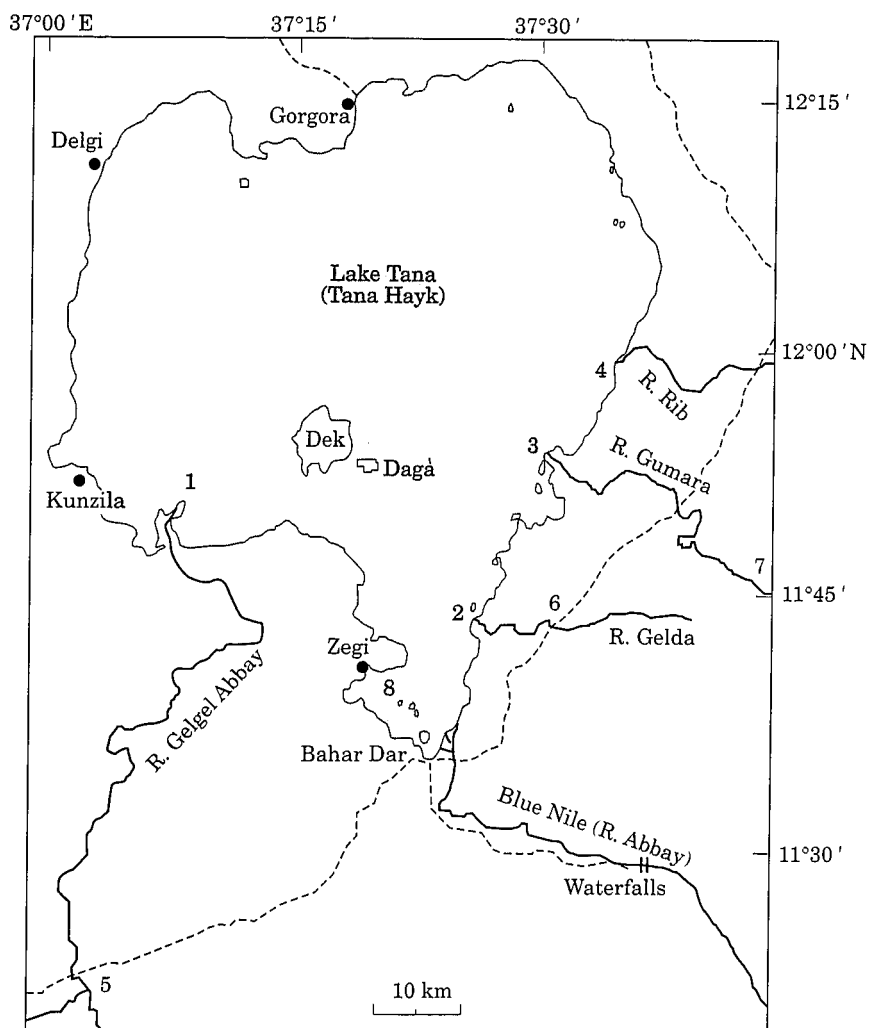 37°00 'E
37°15 '
37°30 '
12°15 '
Gorgora
Delgi
Lake Tana
(Tana Hayk)
12°00 'N
4
R. Rib
Dek
Daga
3
R. Gumara
Kunzila
1
7
11°45 '
2
6
R. Gelda
Zegi
8
R. Gelgel Abbay
Bahar Dar
Blue Nile (R. Abbay)
11°30 '
Waterfalls
5
10 km